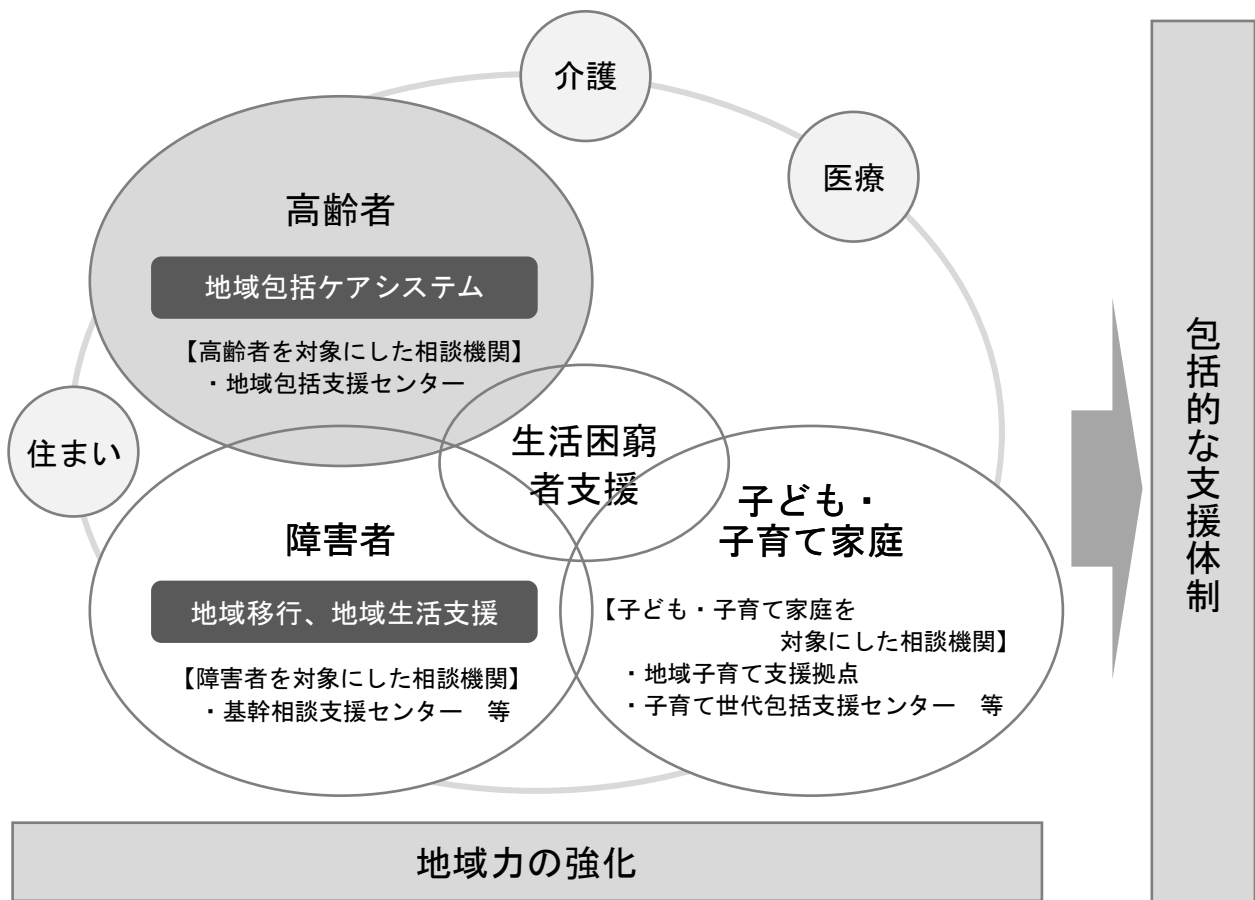 介護
医療
高齢者
地域包括ケアシステム
【高齢者を対象にした相談機関】
・地域包括支援センター
住まい
生活困窮
者支援
障害者
地域移行、地域生活支援
【障害者を対象にした相談機関】
・基幹相談支援センター　等
子ども・
子育て家庭
【子ども・子育て家庭を
対象にした相談機関】
・地域子育て支援拠点
・子育て世代包括支援センター　等
地域力の強化
包括的な支援体制